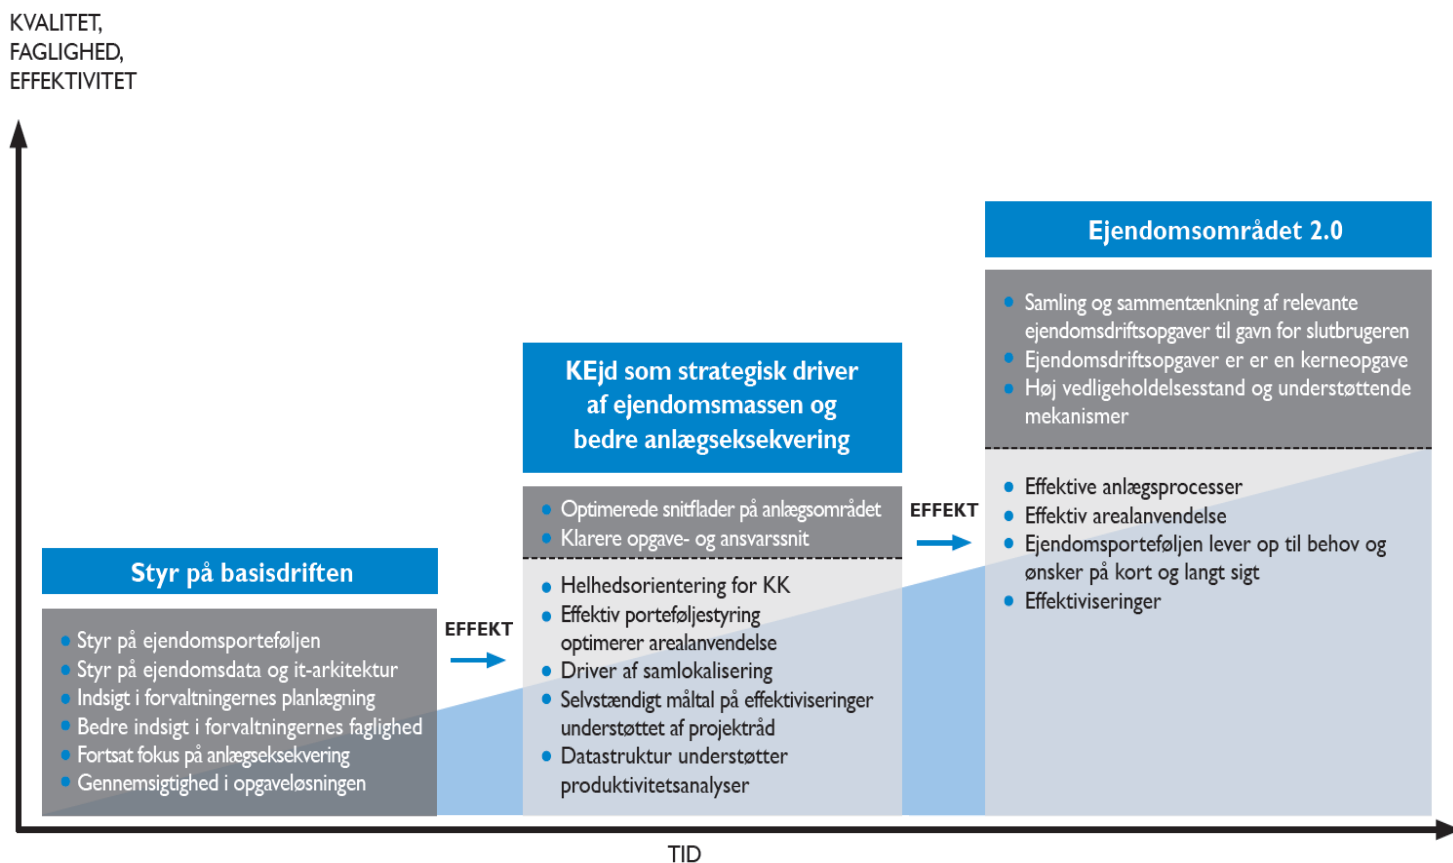 KVALITET,
FAGLIGHED,
EFFEKTIVITET
Styr på basisdriften
Styr på ejendomsporteføljen
Styr på ejendomsdata og it-arkitektur
Indsigt i forvaltningernes planlægning
Bedre indsigt i forvaltningernes faglighed
Fortsat fokus på anlægseksekvering
Gennemsigtighed i opgaveløsningen
EFFEKT
KEjd som strategisk driver
af ejendomsmassen og
bedre anlægseksekvering
Optimerede snitflader på anlægsområdet
Klarere opgave- og ansvarssnit
Helhedsorientering for KK
Effektiv porteføljestyring
optimerer arealanvendelse
Driver af samlokalisering
Selvstændigt måltal på effektiviseringer
understøttet af projektråd
Datastruktur understøtter
produktivitetsanalyser
EFFEKT
Ejendomsområdet 2.0
Samling og sammentænkning af relevante
ejendomsdriftsopgaver til gavn for slutbrugeren
Ejendomsdriftsopgaver er er en kerneopgave
Høj vedligeholdelsesstand og understøttende
mekanismer
Effektive anlægsprocesser
Effektiv arealanvendelse
Ejendomsporteføljen lever op til behov og
ønsker på kort og langt sigt
Effektiviseringer
TID